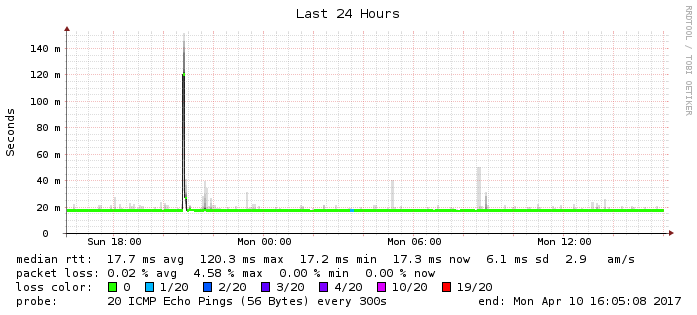 Last 24 Hours
RRDTOOL / TOBI OETIKER
Seconds
140 m
120 m
100 m
80 m
60 m
40 m
20 m
0
Sun 18:00 Mon 00:00 Mon 06:00 Mon 12:00
median rtt: 17.7 ms avg 120.3 ms max 17.2 ms min 17.3 ms now 6.1 ms sd 2.9 am/s
packet loss: 0.02 % avg 4.58 % max 0.00 % min 0.00 % now
loss color: 0 1/20 2/20 3/20 4/20 10/20 19/20
probe: 20 ICMP Echo Pings (56 Bytes) every 300s end: Mon Apr 10 16:05:08 2017